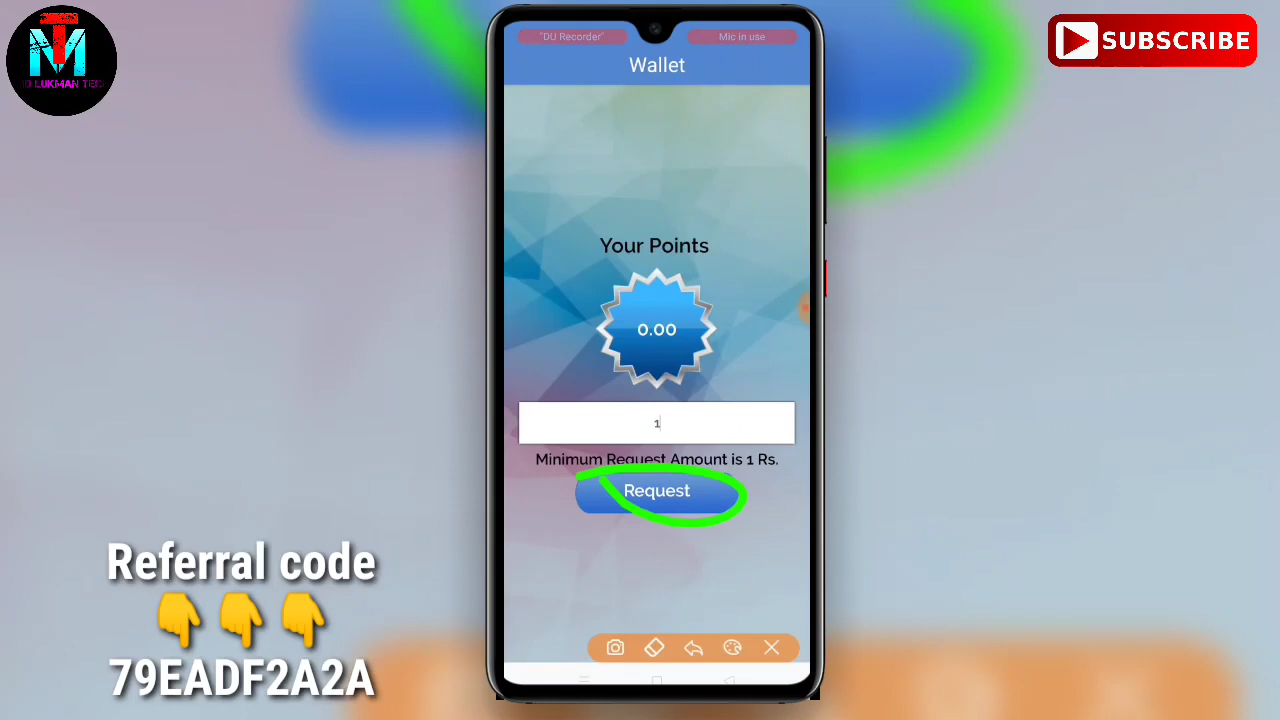 "DU Recorder"
Mic in use
SUBSCRIBE
Wallet
LUKMAN
Your Points
0.00
1
Minimum Request Amount is 1 Rs.
Request
Referral code
👇👇👇
79EADF2A2A